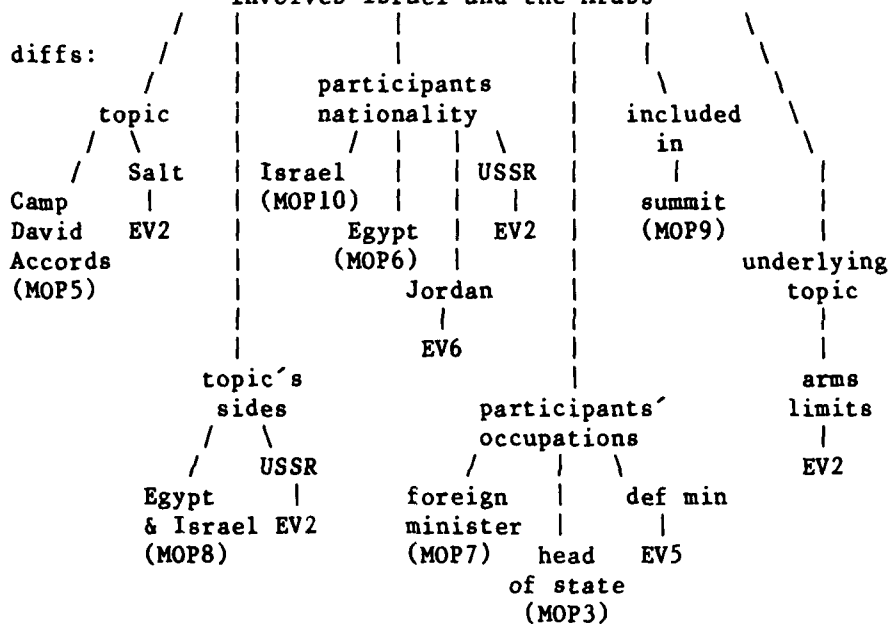 involves Israel and the Arabs
diffs:
participants
topic nationality included
in
Salt Israel USSR
Camp (MOP10) summit
David EV2 Egypt EV2 (MOP9)
Accords (MOP6) underlying
(MOP5) Jordan topic
EV6
topic´s arms
sides participants´ limits
occupations
USSR EV2
Egypt foreign def min
& Israel EV2 minister
(MOP8) (MOP7) head EV5
of state
(MOP3)